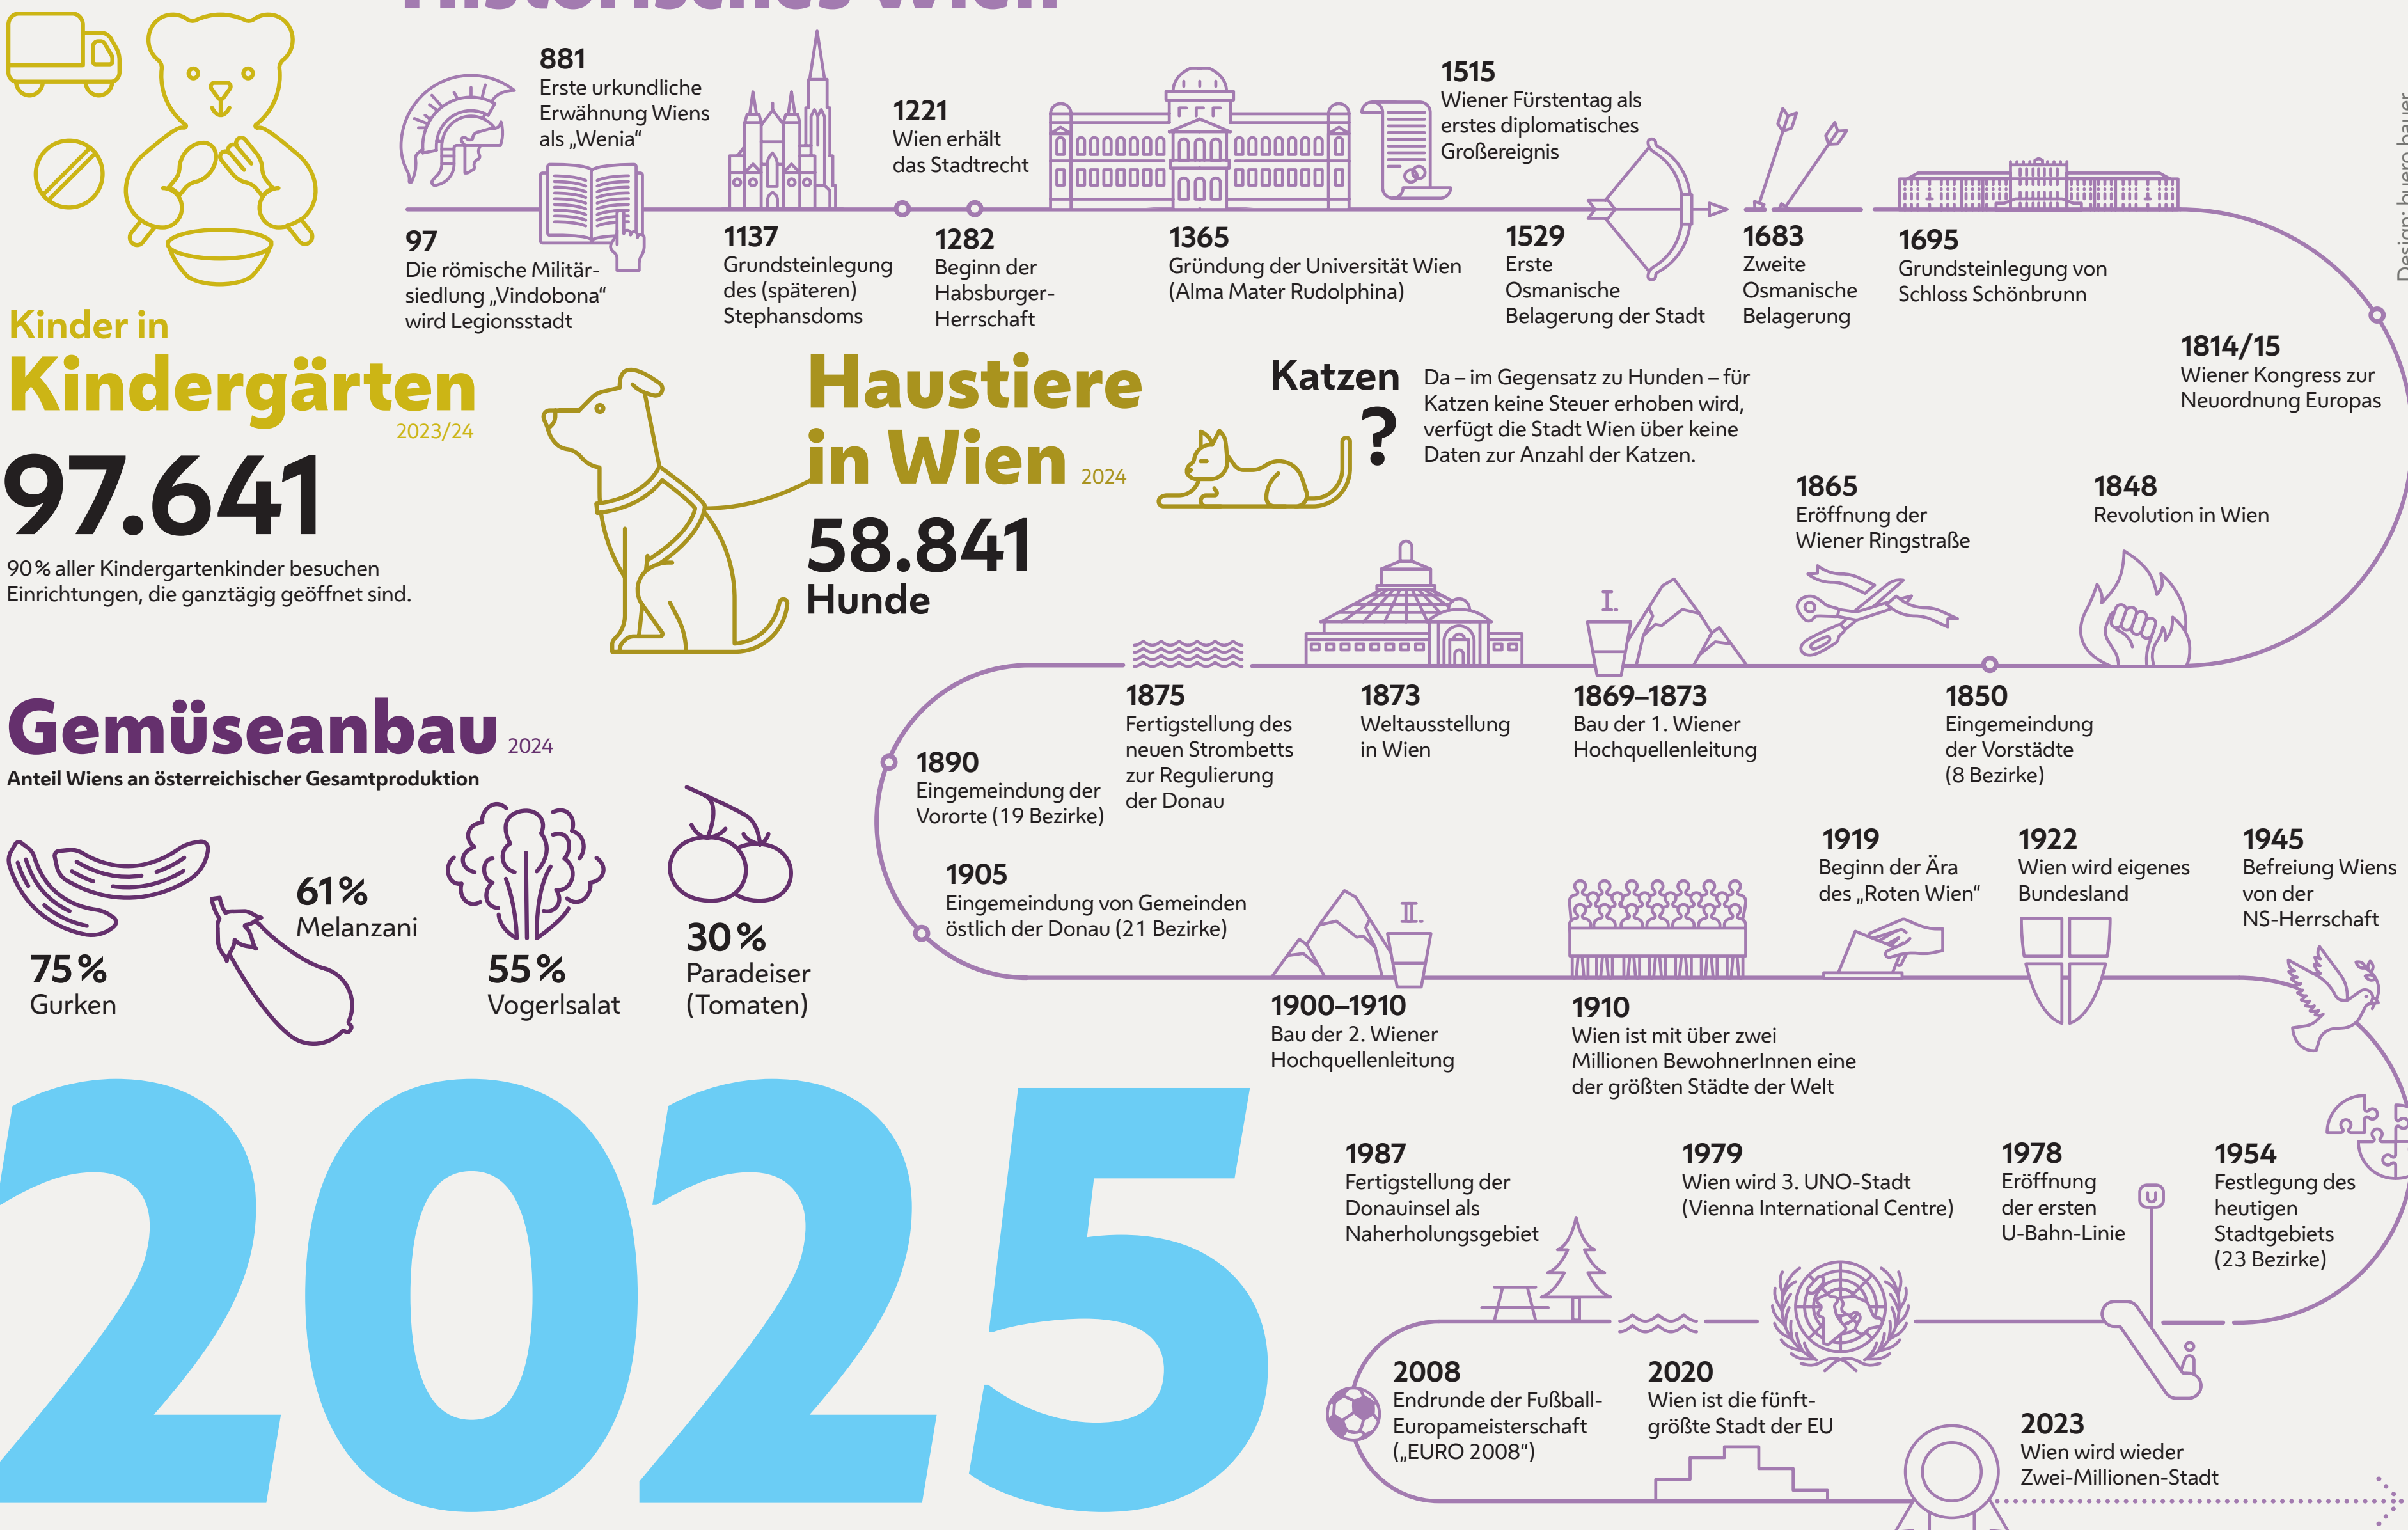 Historisches Wien
881
Erste urkundliche
Erwähnung Wiens
als „Wenia“
1221
Wien erhält
das Stadtrecht
1515
Wiener Fürstentag als
erstes diplomatisches
Großereignis
97
Die römische Militär-
siedlung „Vindobona“
wird Legionsstadt
1137
Grundsteinlegung
des (späteren)
Stephansdoms
1282
Beginn der
Habsburger-
Herrschaft
1365
Gründung der Universität Wien
(Alma Mater Rudolphina)
1529
Erste
Osmanische
Belagerung der Stadt
1683
Zweite
Osmanische
Belagerung
1695
Grundsteinlegung von
Schloss Schönbrunn
1814/15
Wiener Kongress zur
Neuordnung Europas
Design: buero bauer
Kinder in
Kindergärten
2023/24
97.641
90 % aller Kindergartenkinder besuchen
Einrichtungen, die ganztägig geöffnet sind.
Haustiere
in Wien 2024
58.841
Hunde
Katzen
?
Da – im Gegensatz zu Hunden – für
Katzen keine Steuer erhoben wird,
verfügt die Stadt Wien über keine
Daten zur Anzahl der Katzen.
1848
Revolution in Wien
1865
Eröffnung der
Wiener Ringstraße
I.
1850
Eingemeindung
der Vorstädte
(8 Bezirke)
1869–1873
Bau der 1. Wiener
Hochquellenleitung
1873
Weltausstellung
in Wien
1875
Fertigstellung des
neuen Strombetts
zur Regulierung
der Donau
1890
Eingemeindung der
Vororte (19 Bezirke)
1905
Eingemeindung von Gemeinden
östlich der Donau (21 Bezirke)
II.
1900–1910
Bau der 2. Wiener
Hochquellenleitung
1910
Wien ist mit über zwei
Millionen BewohnerInnen eine
der größten Städte der Welt
1919
Beginn der Ära
des „Roten Wien“
1922
Wien wird eigenes
Bundesland
1945
Befreiung Wiens
von der
NS-Herrschaft
Gemüseanbau 2024
Anteil Wiens an österreichischer Gesamtproduktion
75 %
Gurken
61 %
Melanzani
55 %
Vogerlsalat
30 %
Paradeiser
(Tomaten)
2025
1954
Festlegung des
heutigen
Stadtgebiets
(23 Bezirke)
1978
Eröffnung
der ersten
U-Bahn-Linie
U
1979
Wien wird 3. UNO-Stadt
(Vienna International Centre)
1987
Fertigstellung der
Donauinsel als
Naherholungsgebiet
2008
Endrunde der Fußball-
Europameisterschaft
(„EURO 2008“)
2020
Wien ist die fünft-
größte Stadt der EU
2023
Wien wird wieder
Zwei-Millionen-Stadt